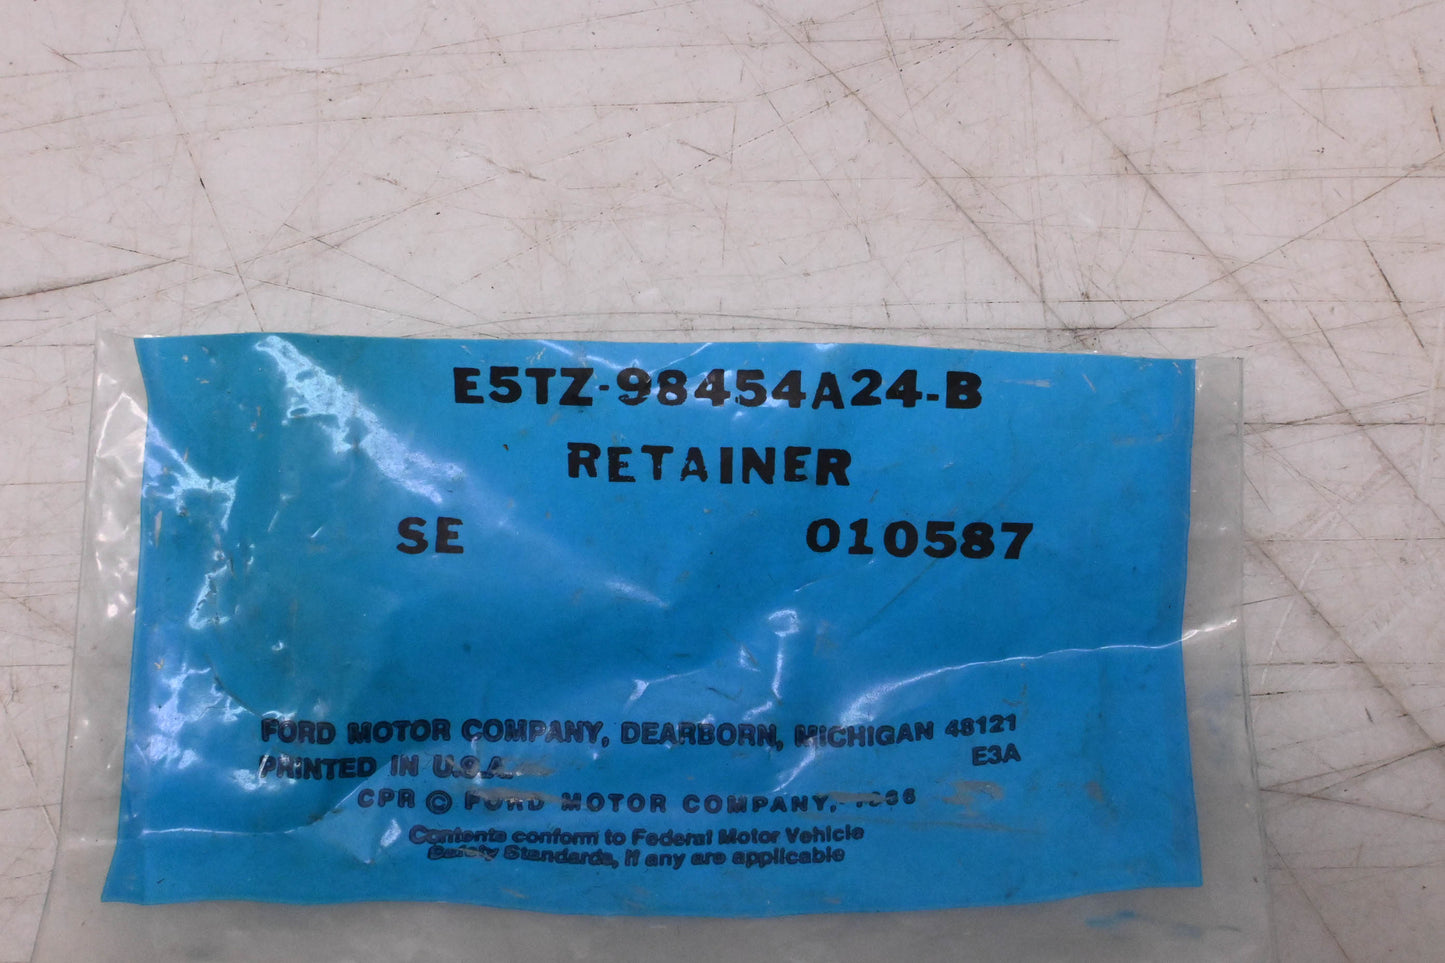 E5TZ-98454A24-B
RETAINER
SE 010587
FORD MOTOR COMPANY, DEARBORN, MICHIGAN 48121
PRINTED IN U.S.A. E3A
CPR © FORD MOTOR COMPANY,
Contents conform to Federal Motor Vehicle
Safety Standards, if any are applicable